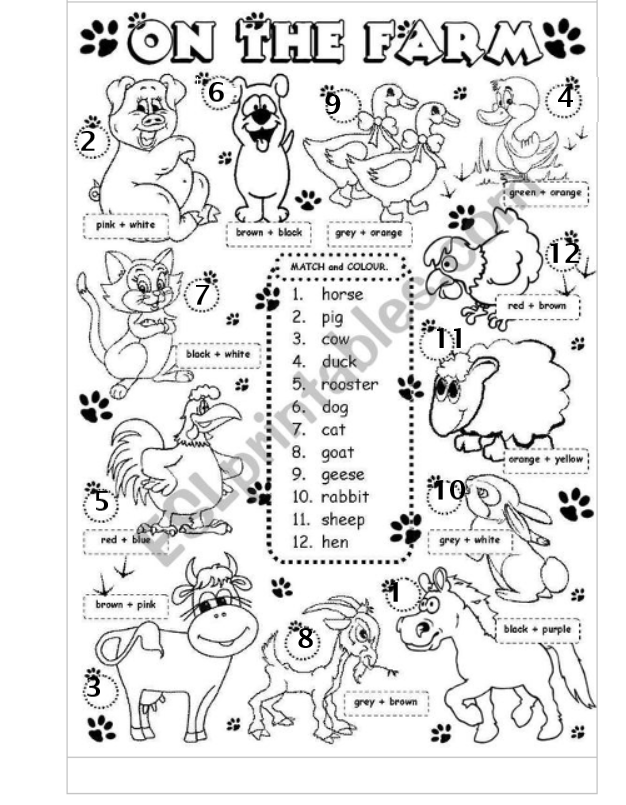 ON THE FARM
6
9
4
2
green + orange
pink + white
brown + black
grey + orange
12
MATCH and COLOUR.
7
red + brown
1. horse
2. pig
3. cow
4. duck
5. rooster
6. dog
7. cat
8. goat
9. geese
10. rabbit
11. sheep
12. hen
11
black + white
orange + yellow
10
5
red + blue
grey + white
brown + pink
1
black + purple
8
3
grey + brown
ESLprintables.com